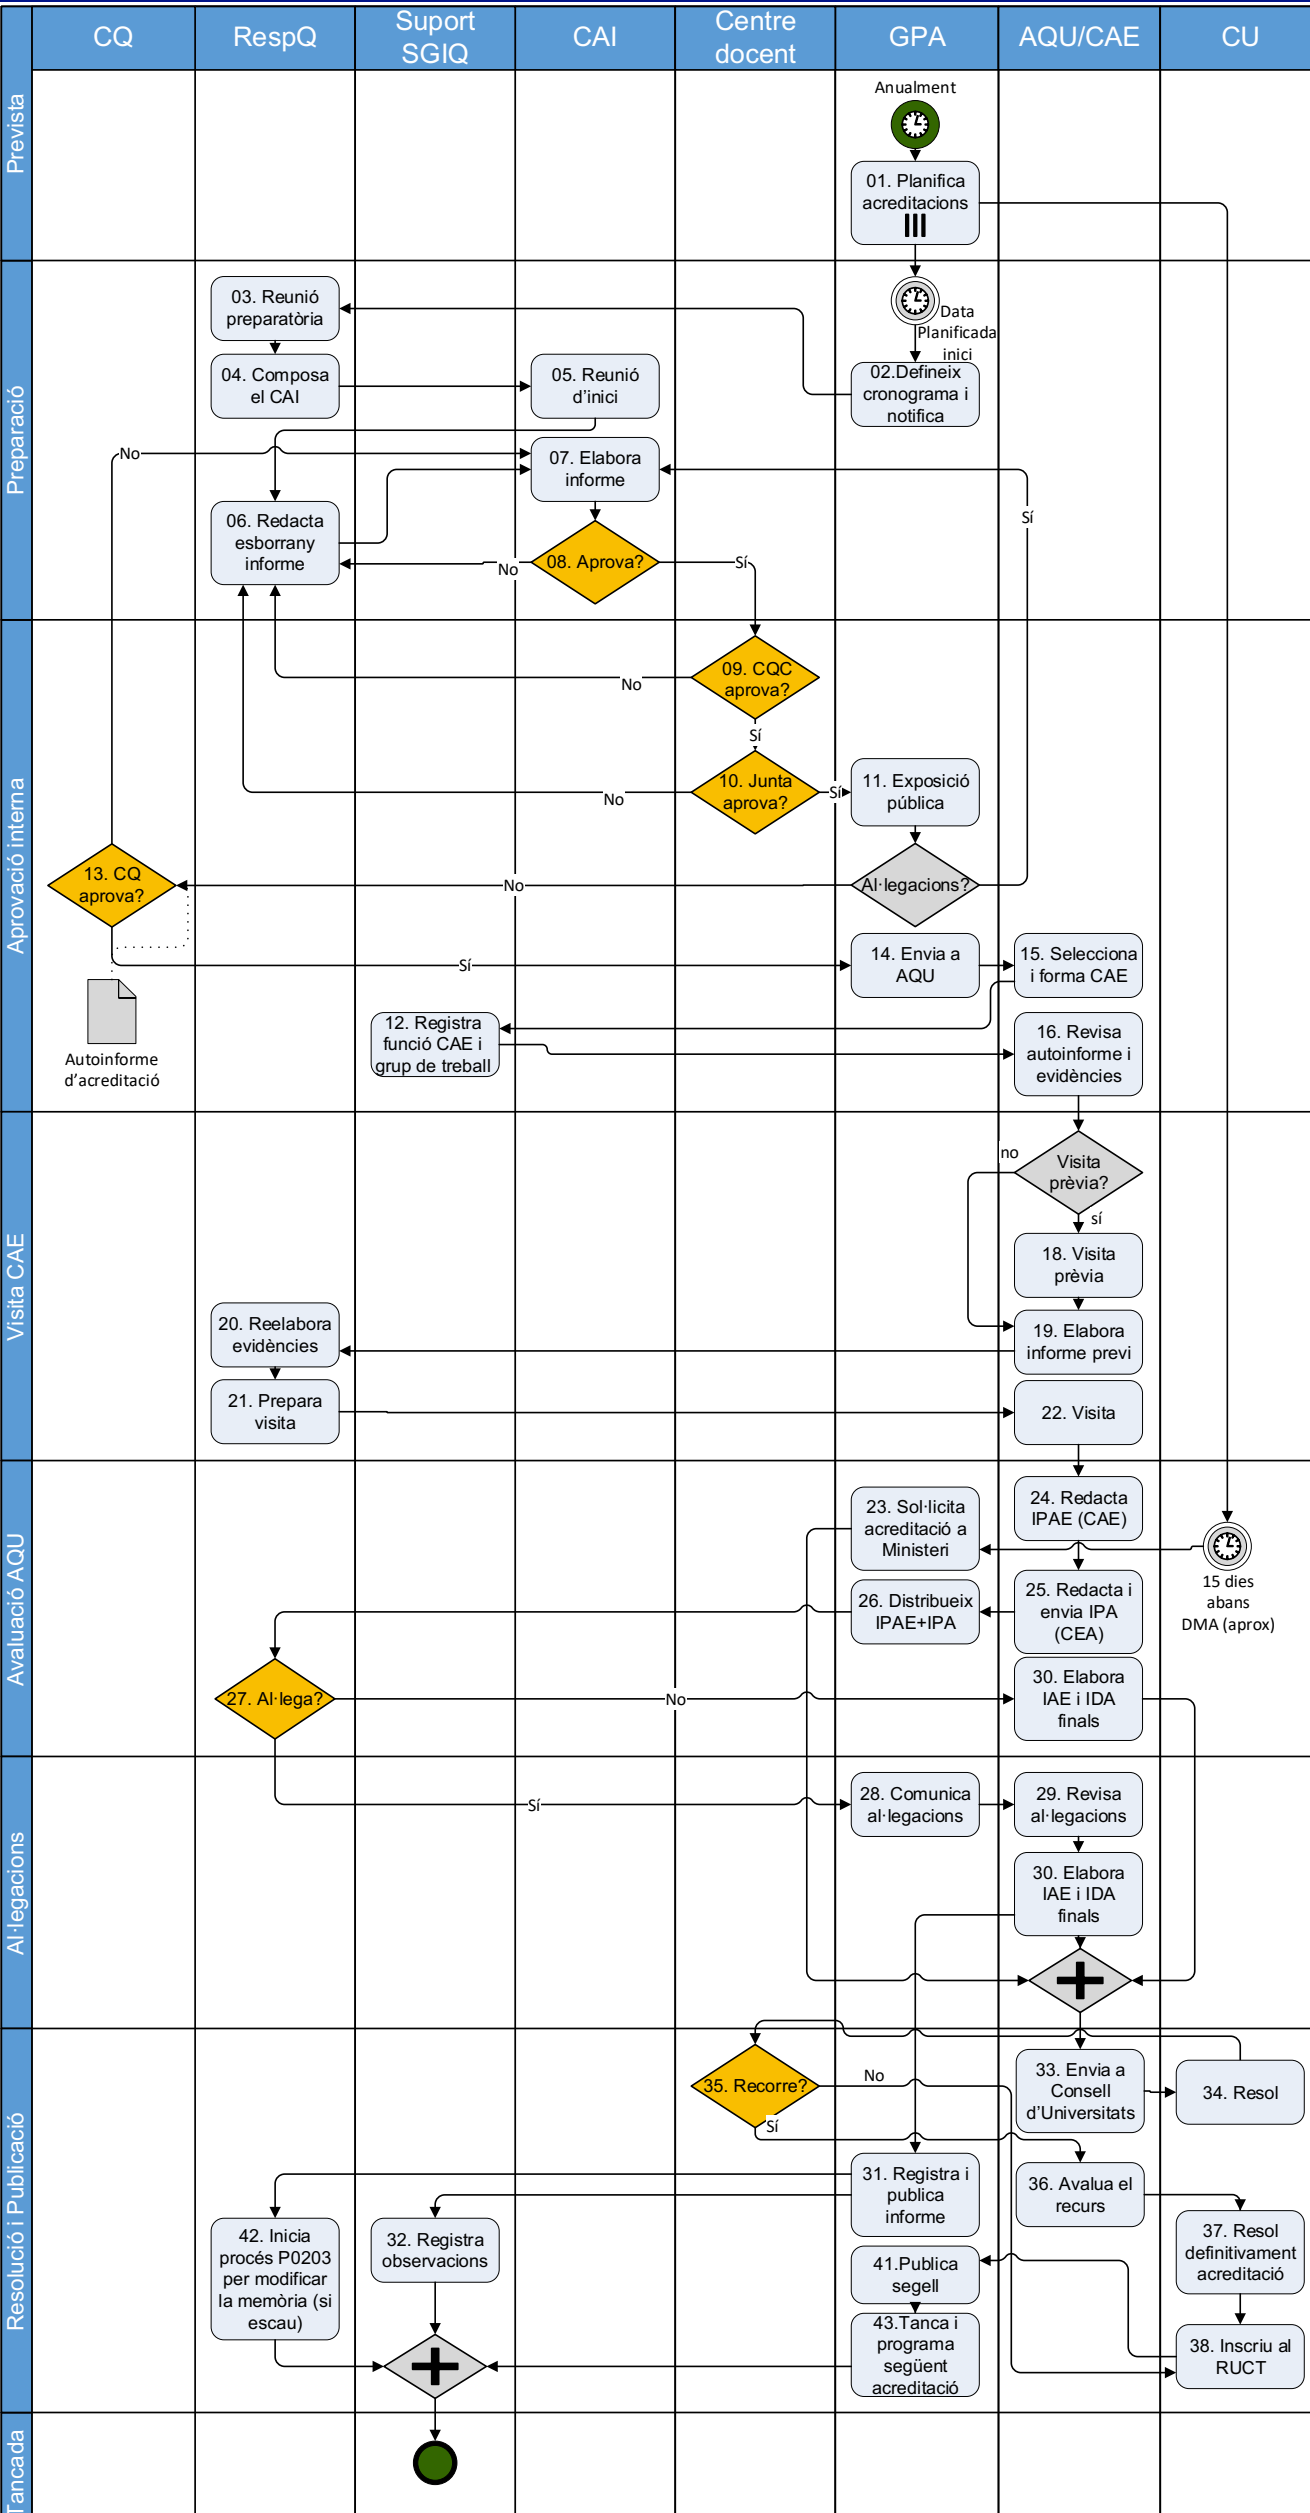 CQ
RespQ
Suport
SGIQ
CAI
Centre
docent
GPA
AQU/CAE
CU
Prevista
Anualment
01. Planifica
acreditacions
Preparació
03. Reunió
preparatòria
Data
Planificada
inici
04. Composa
el CAI
05. Reunió
d’inici
02.Defineix
cronograma i
notifica
No
07. Elabora
informe
Sí
06. Redacta
esborrany
informe
No
08. Aprova?
Sí
Aprovació interna
09. CQC
aprova?
No
Sí
10. Junta
aprova?
No
Sí
11. Exposició
pública
13. CQ
aprova?
No
Al·legacions?
Sí
14. Envia a
AQU
15. Selecciona
i forma CAE
Autoinforme
d’acreditació
12. Registra
funció CAE i
grup de treball
16. Revisa
autoinforme i
evidències
Visita CAE
no
Visita
prèvia?
sí
18. Visita
prèvia
20. Reelabora
evidències
19. Elabora
informe previ
21. Prepara
visita
22. Visita
Avaluació AQU
23. Sol·licita
acreditació a
Ministeri
24. Redacta
IPAE (CAE)
15 dies
abans
DMA (aprox)
26. Distribueix
IPAE+IPA
25. Redacta i
envia IPA
(CEA)
27. Al·lega?
No
30. Elabora
IAE i IDA
finals
Al·legacions
Sí
28. Comunica
al·legacions
29. Revisa
al·legacions
30. Elabora
IAE i IDA
finals
Resolució i Publicació
35. Recorre?
No
Sí
33. Envia a
Consell
d’Universitats
34. Resol
31. Registra i
publica
informe
36. Avalua el
recurs
42. Inicia
procés P0203
per modificar
la memòria (si
escau)
32. Registra
observacions
41.Publica
segell
37. Resol
definitivament
acreditació
43.Tanca i
programa
següent
acreditació
38. Inscriu al
RUCT
Tancada